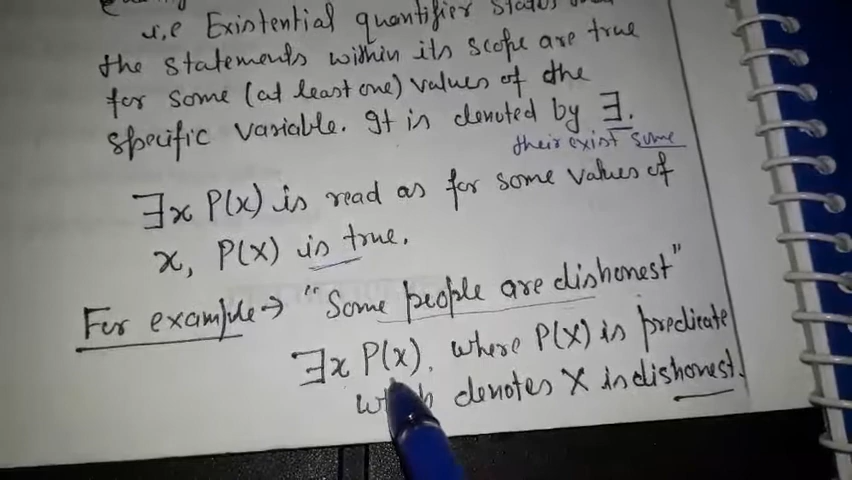 i,e Existential quantifier states
the statements within its scope are true
for some (at least one) values of the
specific variable. It is denoted by ∃.
their exist some
∃x P(x) is read as for some values of
x, P(x) is true.
For example → "Some people are dishonest"
∃x P(x), where P(x) is predicate
denotes X is dishonest.